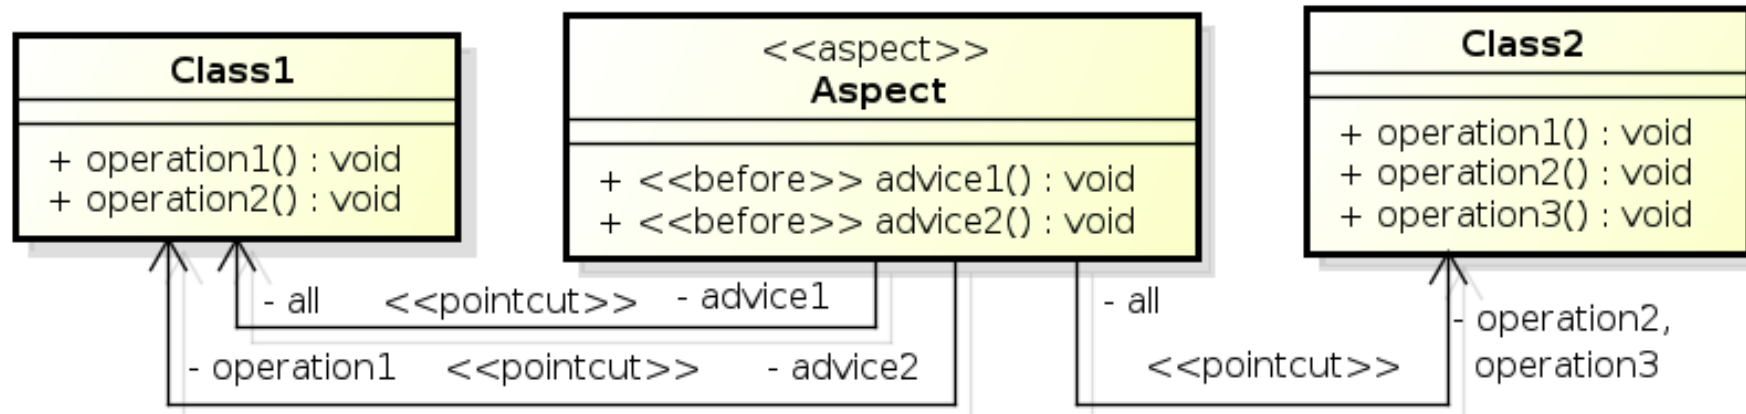 Class1
+ operation1() : void
+ operation2() : void
<<aspect>>
Aspect
+ <<before>> advice1() : void
+ <<before>> advice2() : void
Class2
+ operation1() : void
+ operation2() : void
+ operation3() : void
- all <<pointcut>> - advice1
- operation1 <<pointcut>> - advice2
- all
<<pointcut>>
- operation2,
operation3